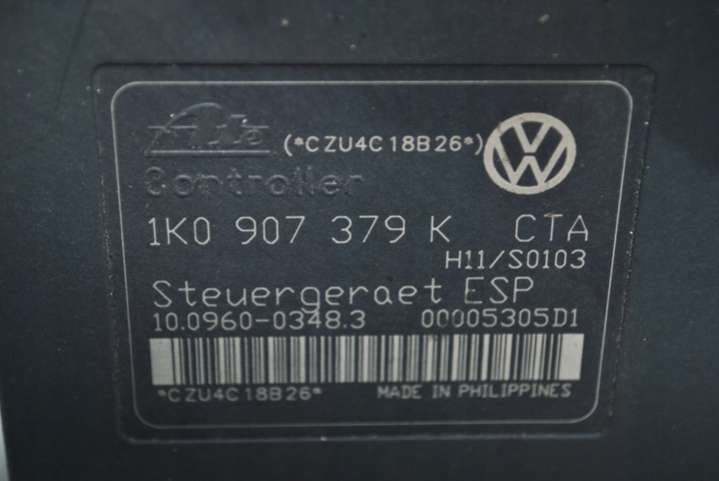 ate (*CZU4C18B26*)
Controller
1K0 907 379 K CTA
H11/S0103
Steuergeraet ESP
10.0960-0348.3 00005305D1
*CZU4C18B26* MADE IN PHILIPPINES